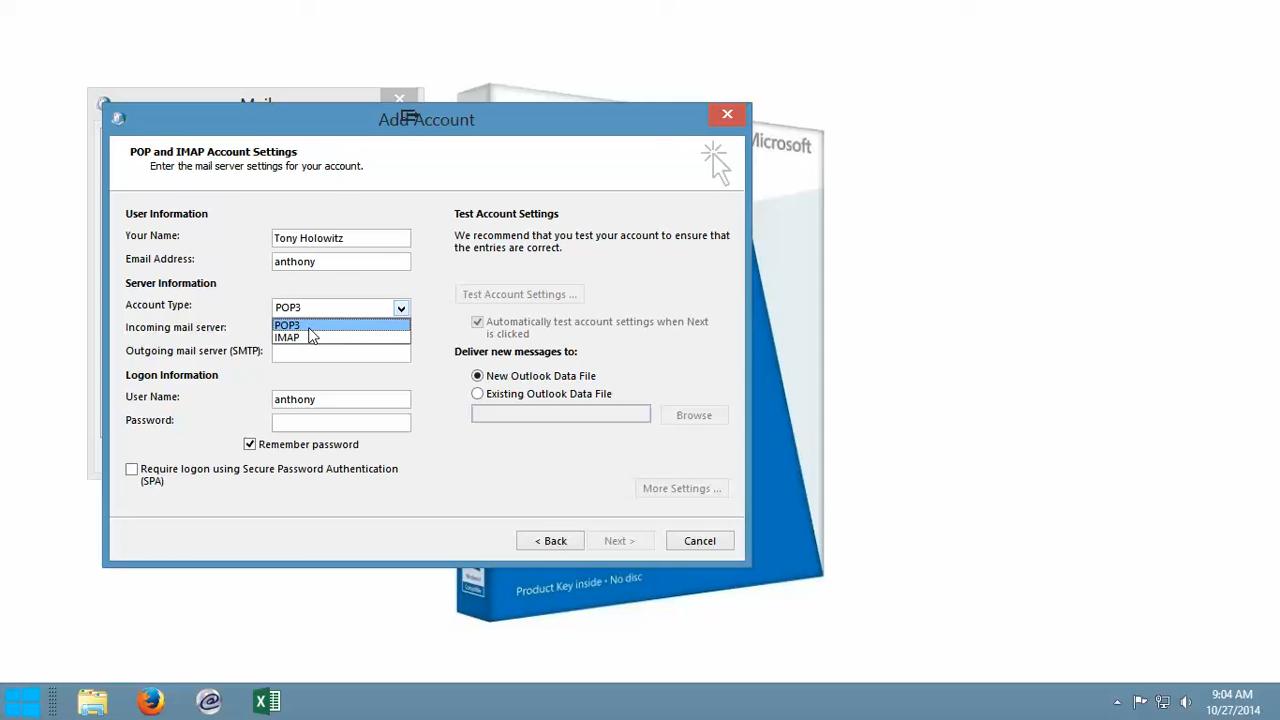 Mail
Add Account
POP and IMAP Account Settings
Enter the mail server settings for your account.
Microsoft
User Information
Your Name:
Tony Holowitz
Email Address:
anthony
Server Information
Account Type:
POP3
POP3
IMAP
Incoming mail server:
Outgoing mail server (SMTP):
Logon Information
User Name:
anthony
Password:
Remember password
Require logon using Secure Password Authentication
(SPA)
Test Account Settings
We recommend that you test your account to ensure that
the entries are correct.
Test Account Settings ...
Automatically test account settings when Next
is clicked
Deliver new messages to:
New Outlook Data File
Existing Outlook Data File
Browse
More Settings ...
< Back
Next >
Cancel
Product Key inside • No disc
9:04 AM
10/27/2014